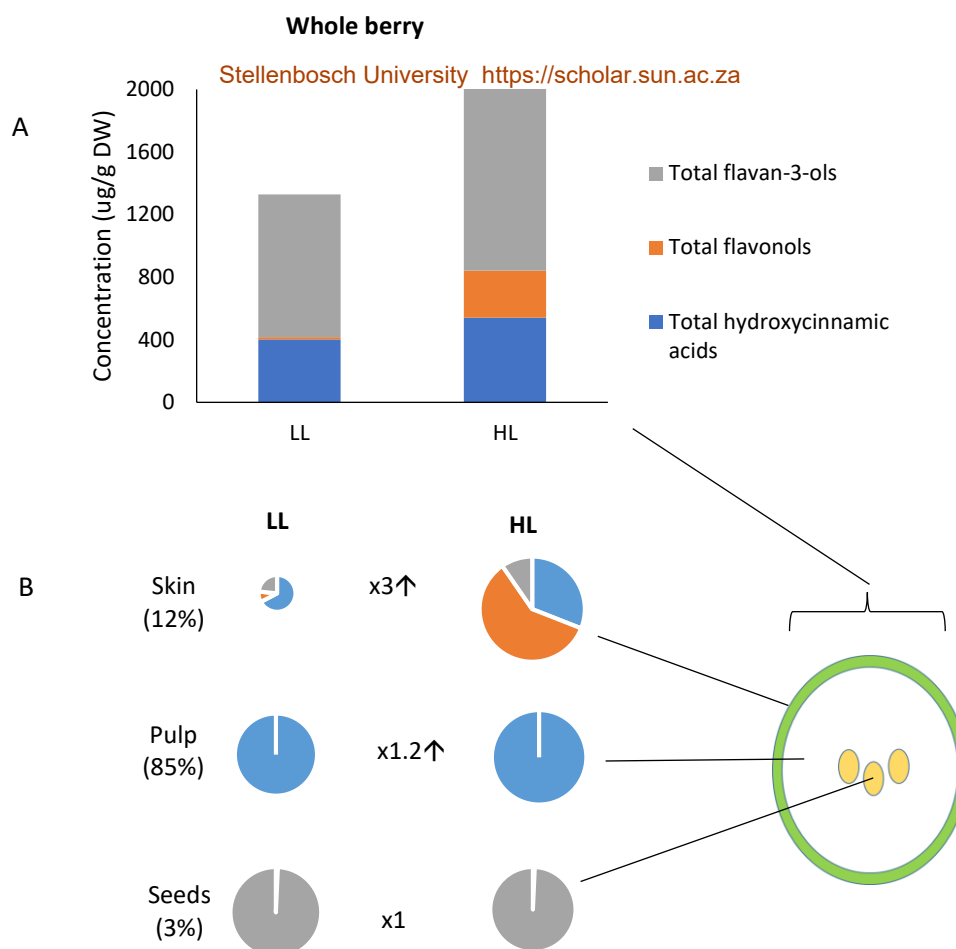 Whole berry
Stellenbosch University https://scholar.sun.ac.za
A
Concentration (ug/g DW)
2000
1600
1200
800
400
0
LL
HL
Total flavan-3-ols
Total flavonols
Total hydroxycinnamic
acids
B
LL
HL
Skin
(12%)
x3↑
Pulp
(85%)
x1.2↑
Seeds
(3%)
x1